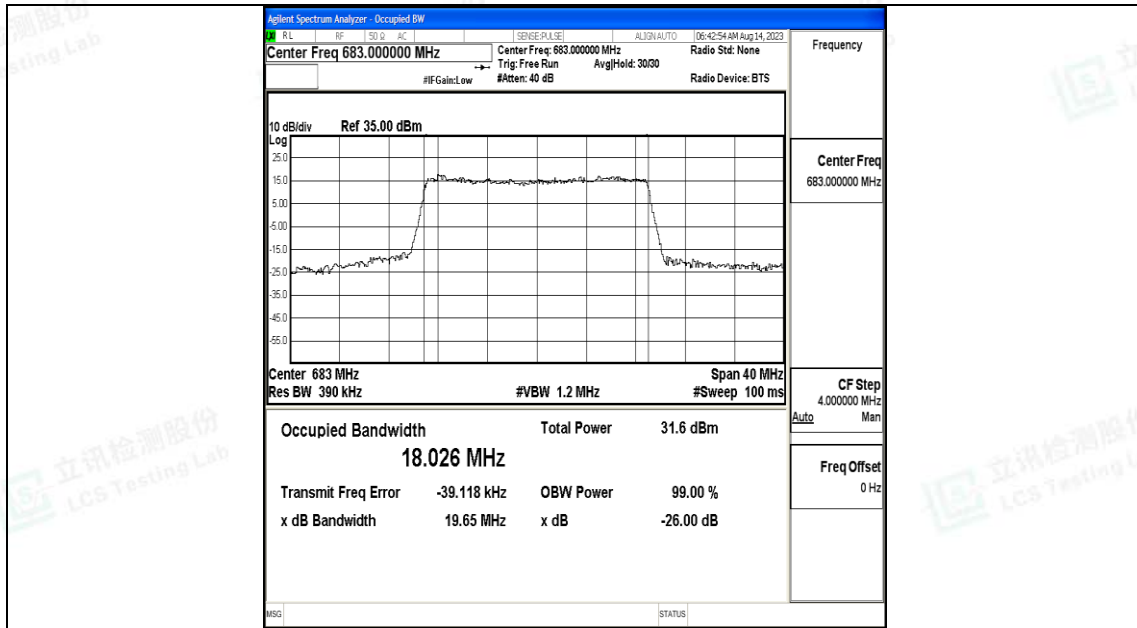 Agilent Spectrum Analyzer - Occupied BW
RL RF 50 Ω AC SENSE:PULSE ALIGNAUTO 06:42:54 AM Aug 14, 2023
Center Freq 683.000000 MHz
Center Freq: 683.000000 MHz
Radio Std: None
Trig: Free Run Avg|Hold: 30/30
#IFGain:Low #Atten: 40 dB Radio Device: BTS
10 dB/div Ref 35.00 dBm
Log
25.0
15.0
5.00
-5.00
-15.0
-25.0
-35.0
-45.0
-55.0
Center 683 MHz Span 40 MHz
Res BW 390 kHz #VBW 1.2 MHz #Sweep 100 ms
Occupied Bandwidth Total Power 31.6 dBm
18.026 MHz
Transmit Freq Error -39.118 kHz OBW Power 99.00 %
x dB Bandwidth 19.65 MHz x dB -26.00 dB
MSG STATUS
Frequency
Center Freq
683.000000 MHz
CF Step
4.000000 MHz
Auto Man
Freq Offset
0 Hz
立讯检测股份
LCS Testing Lab
立讯检测股份
LCS Testing L